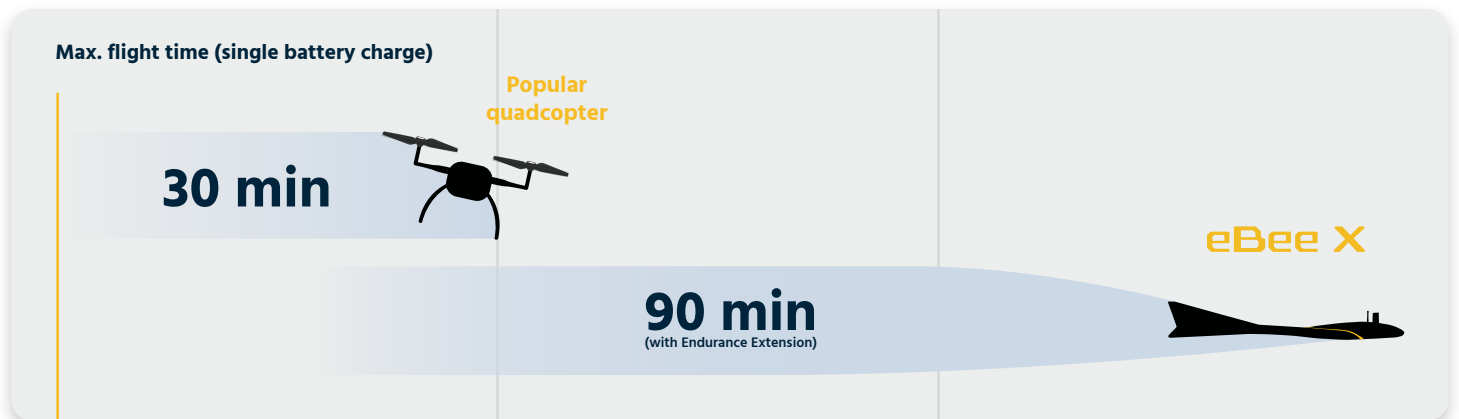 Max. flight time (single battery charge)
Popular
quadcopter
30 min
eBee X
90 min
(with Endurance Extension)